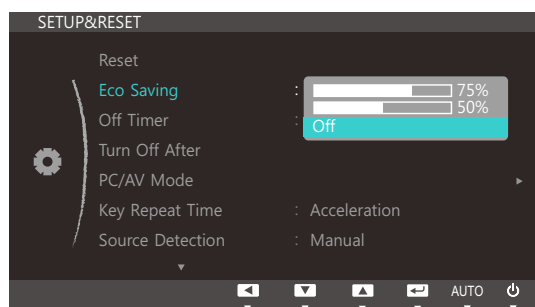 SETUP&RESET
Reset
Eco Saving : 75%
50%
Off Timer : Off
Turn Off After
PC/AV Mode
Key Repeat Time : Acceleration
Source Detection : Manual
AUTO